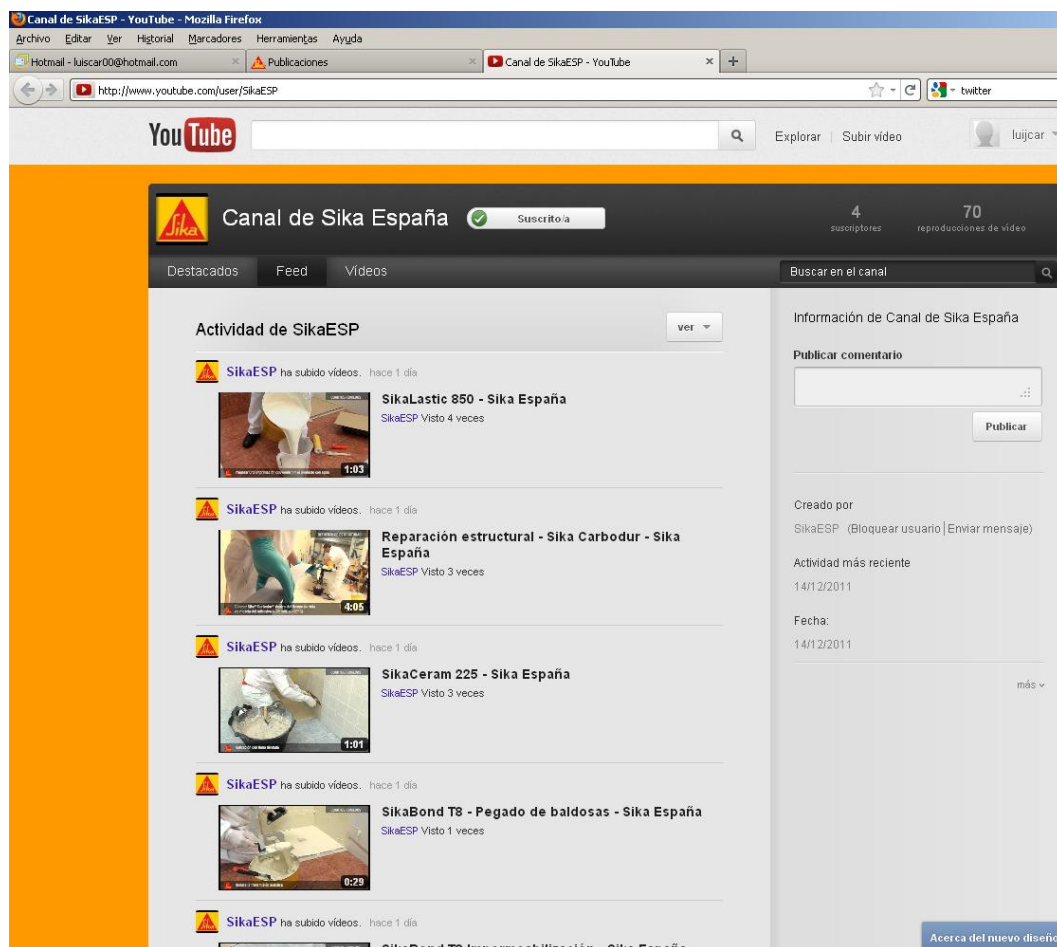 Canal de SikaESP - YouTube - Mozilla Firefox
Archivo Editar Ver Historial Marcadores Herramientas Ayuda
Hotmail - luiscar00@hotmail.com × Publicaciones × Canal de SikaESP - YouTube × +
http://www.youtube.com/user/SikaESP twitter
YouTube Explorar | Subir vídeo luijcar
Sika Canal de Sika España Suscrito/a 4 70
suscriptores reproducciones de vídeo
Destacados Feed Vídeos Buscar en el canal
Actividad de SikaESP ver
SikaESP ha subido vídeos. hace 1 día
SikaLastic 850 - Sika España
SikaESP Visto 4 veces
1:03
SikaESP ha subido vídeos. hace 1 día
Reparación estructural - Sika Carbodur - Sika
España
SikaESP Visto 3 veces
4:05
SikaESP ha subido vídeos. hace 1 día
SikaCeram 225 - Sika España
SikaESP Visto 3 veces
1:01
SikaESP ha subido vídeos. hace 1 día
SikaBond T8 - Pegado de baldosas - Sika España
SikaESP Visto 1 veces
0:29
SikaESP ha subido vídeos. hace 1 día
SikaBond T8 Impermeabilización - Sika España
Información de Canal de Sika España
Publicar comentario
Publicar
Creado por
SikaESP (Bloquear usuario|Enviar mensaje)
Actividad más reciente
14/12/2011
Fecha:
14/12/2011
más
Acerca del nuevo diseño